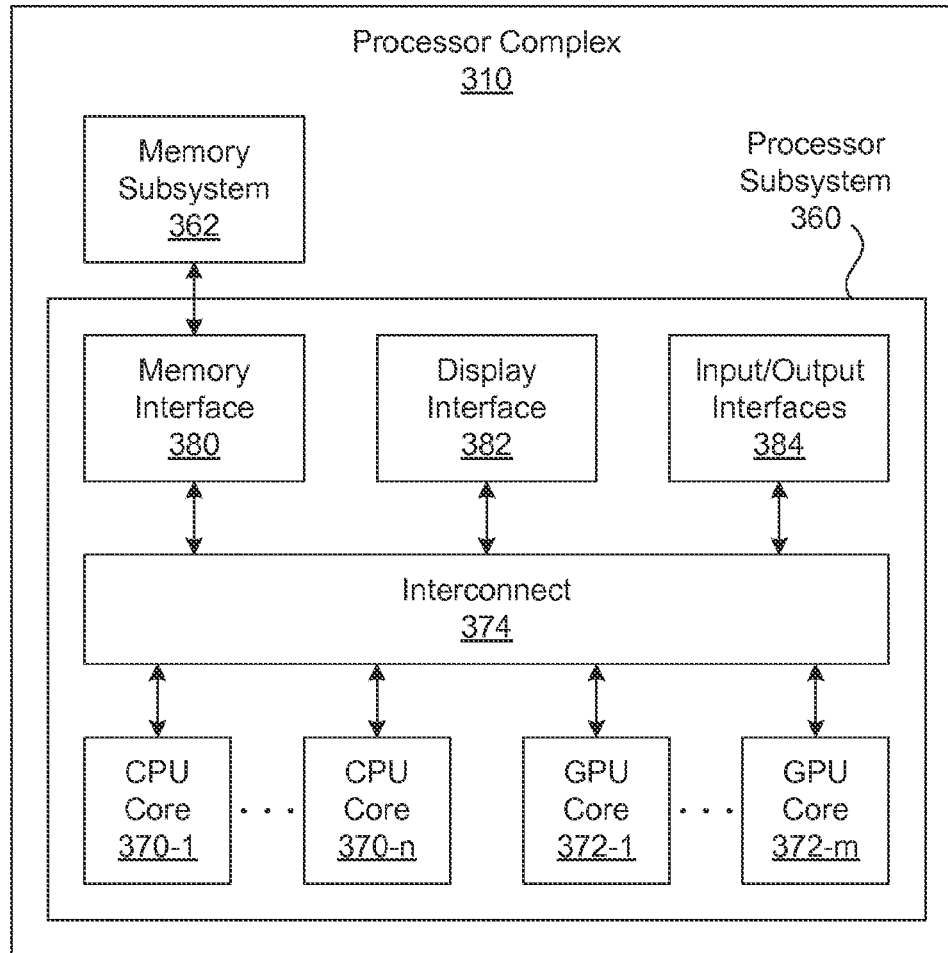 Processor Complex
310
Memory
Subsystem
362
Processor
Subsystem
360
Memory
Interface
380
Display
Interface
382
Input/Output
Interfaces
384
Interconnect
374
CPU
Core
370-1
. . .
CPU
Core
370-n
GPU
Core
372-1
. . .
GPU
Core
372-m